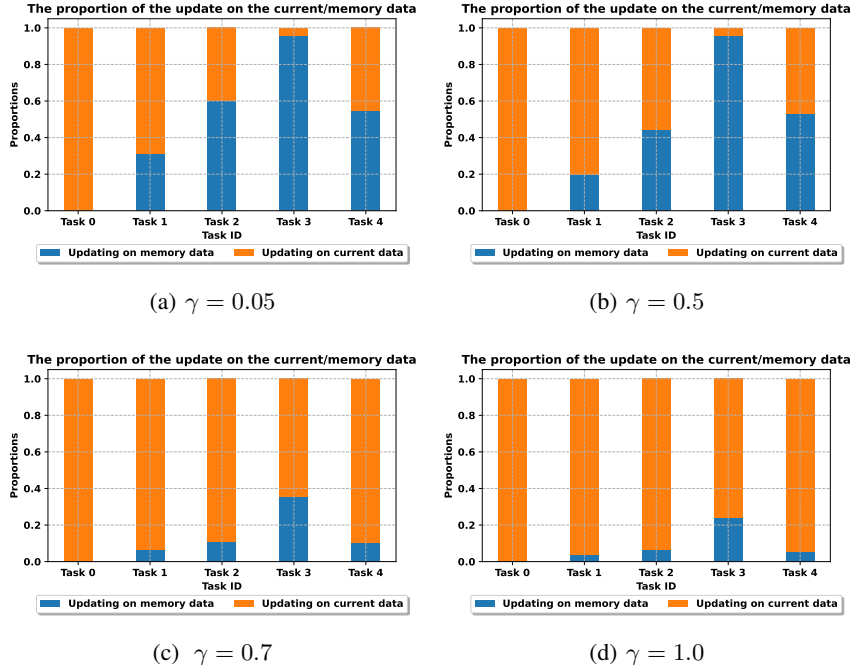 The proportion of the update on the current/memory data
1.0
0.8
0.6
0.4
0.2
0.0
Proportions
Task 0 Task 1 Task 2 Task 3 Task 4
Task ID
Updating on memory data Updating on current data
(a) γ = 0.05
The proportion of the update on the current/memory data
1.0
0.8
0.6
0.4
0.2
0.0
Proportions
Task 0 Task 1 Task 2 Task 3 Task 4
Task ID
Updating on memory data Updating on current data
(b) γ = 0.5
The proportion of the update on the current/memory data
1.0
0.8
0.6
0.4
0.2
0.0
Proportions
Task 0 Task 1 Task 2 Task 3 Task 4
Task ID
Updating on memory data Updating on current data
(c) γ = 0.7
The proportion of the update on the current/memory data
1.0
0.8
0.6
0.4
0.2
0.0
Proportions
Task 0 Task 1 Task 2 Task 3 Task 4
Task ID
Updating on memory data Updating on current data
(d) γ = 1.0